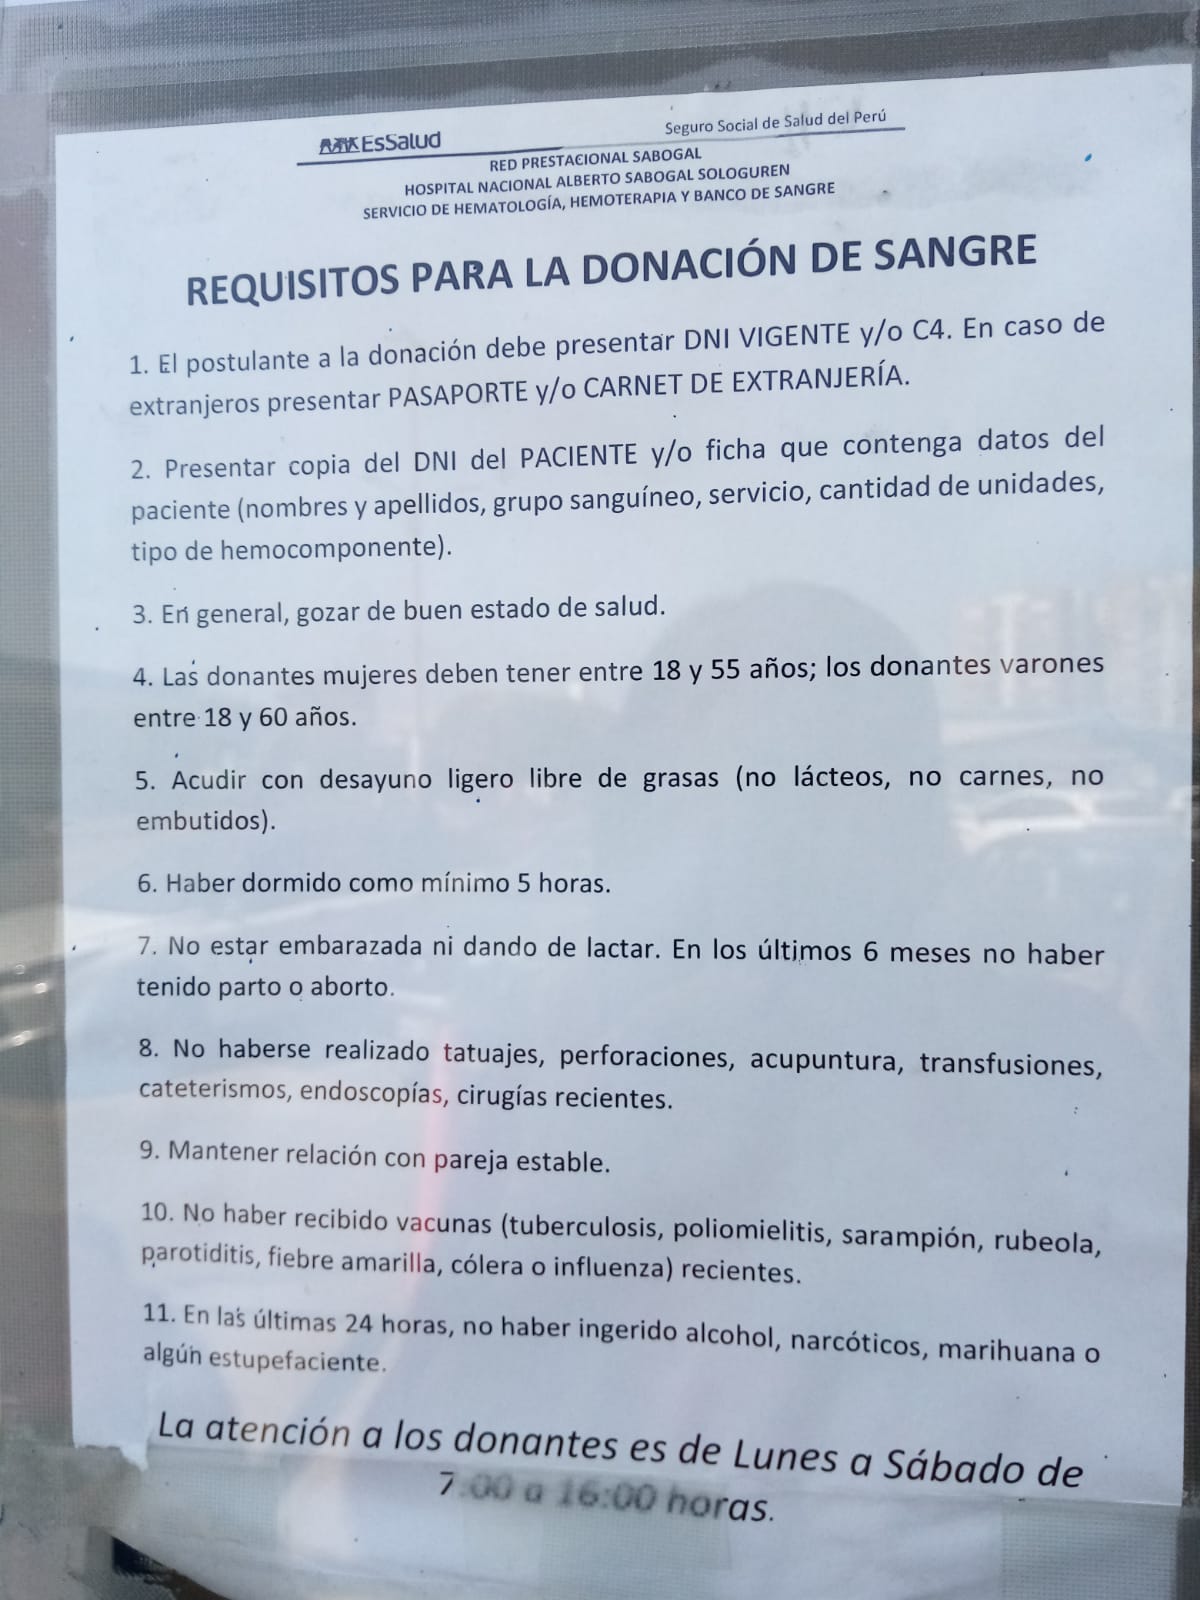 EsSalud
Seguro Social de Salud del Perú
RED PRESTACIONAL SABOGAL
HOSPITAL NACIONAL ALBERTO SABOGAL SOLOGUREN
SERVICIO DE HEMATOLOGÍA, HEMOTERAPIA Y BANCO DE SANGRE
REQUISITOS PARA LA DONACIÓN DE SANGRE
1. El postulante a la donación debe presentar DNI VIGENTE y/o C4. En caso de
extranjeros presentar PASAPORTE y/o CARNET DE EXTRANJERÍA.
2. Presentar copia del DNI del PACIENTE y/o ficha que contenga datos del
paciente (nombres y apellidos, grupo sanguíneo, servicio, cantidad de unidades,
tipo de hemocomponente).
3. En general, gozar de buen estado de salud.
4. Las donantes mujeres deben tener entre 18 y 55 años; los donantes varones
entre 18 y 60 años.
5. Acudir con desayuno ligero libre de grasas (no lácteos, no carnes, no
embutidos).
6. Haber dormido como mínimo 5 horas.
7. No estar embarazada ni dando de lactar. En los últimos 6 meses no haber
tenido parto o aborto.
8. No haberse realizado tatuajes, perforaciones, acupuntura, transfusiones,
cateterismos, endoscopías, cirugías recientes.
9. Mantener relación con pareja estable.
10. No haber recibido vacunas (tuberculosis, poliomielitis, sarampión, rubeola,
parotiditis, fiebre amarilla, cólera o influenza) recientes.
11. En las últimas 24 horas, no haber ingerido alcohol, narcóticos, marihuana o
algún estupefaciente.
La atención a los donantes es de Lunes a Sábado de
7:00 a 16:00 horas.